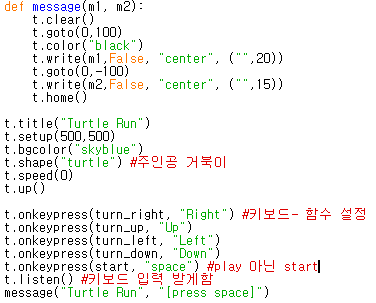 def message(m1, m2):
    t.clear()
    t.goto(0,100)
    t.color("black")
    t.write(m1,False, "center", ("",20))
    t.goto(0,-100)
    t.write(m2,False, "center", ("",15))
    t.home()

t.title("Turtle Run")
t.setup(500,500)
t.bgcolor("skyblue")
t.shape("turtle") #주인공 거북이
t.speed(0)
t.up()

t.onkeypress(turn_right, "Right") #키보드- 함수 설정
t.onkeypress(turn_up, "Up")
t.onkeypress(turn_left, "Left")
t.onkeypress(turn_down, "Down")
t.onkeypress(start, "space") #play 아닌 start
t.listen() #키보드 입력 받게함
message("Turtle Run", "[press space]")